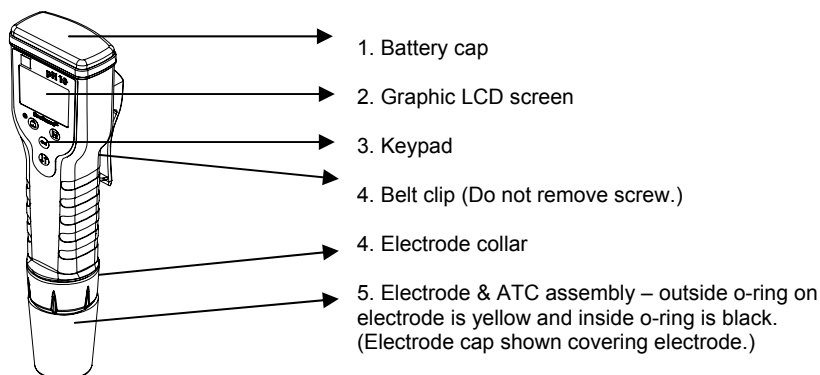 1. Battery cap
pH 10
2. Graphic LCD screen
3. Keypad
4. Belt clip (Do not remove screw.)
4. Electrode collar
5. Electrode & ATC assembly – outside o-ring on
electrode is yellow and inside o-ring is black.
(Electrode cap shown covering electrode.)